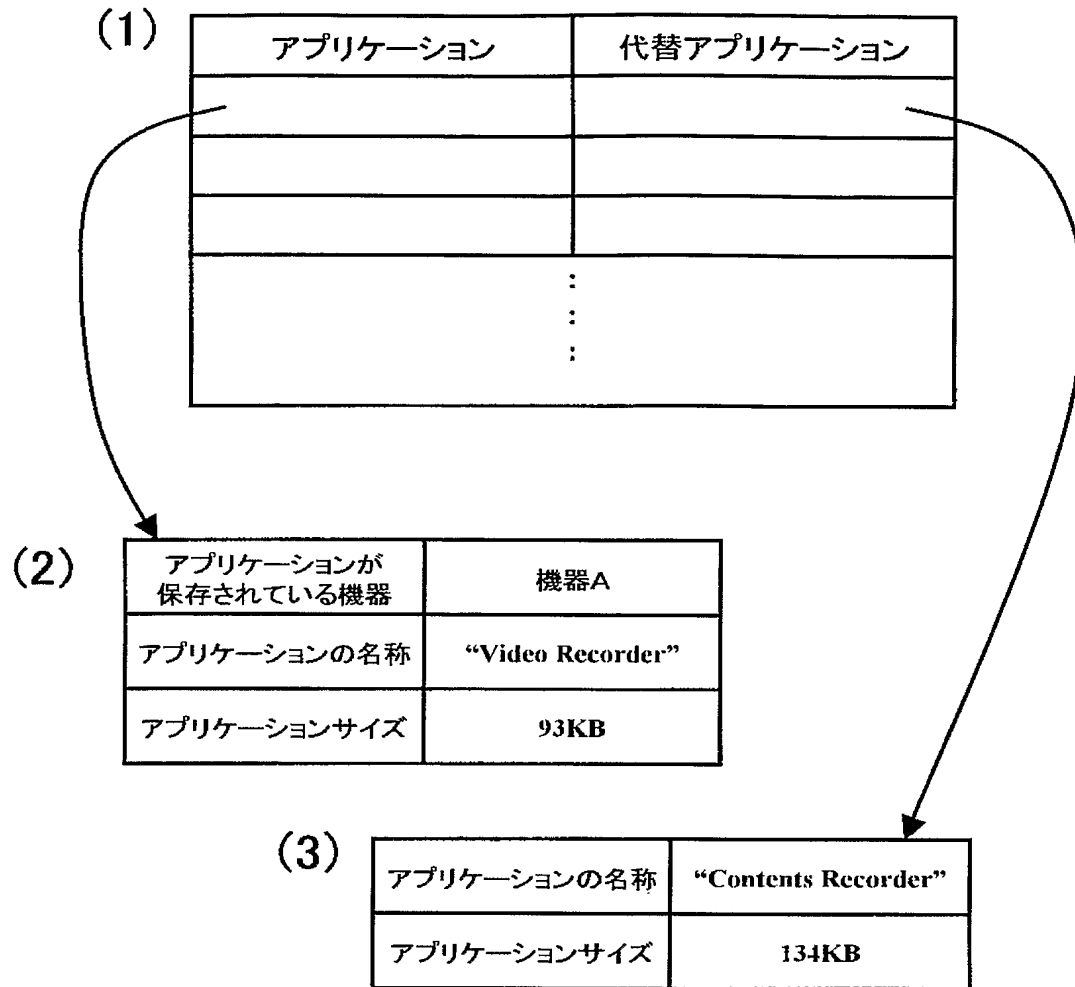 (1)
アプリケーション
代替アプリケーション
:
:
:
(2)
アプリケーションが
保存されている機器
機器A
アプリケーションの名称
“Video Recorder”
アプリケーションサイズ
93KB
(3)
アプリケーションの名称
“Contents Recorder”
アプリケーションサイズ
134KB